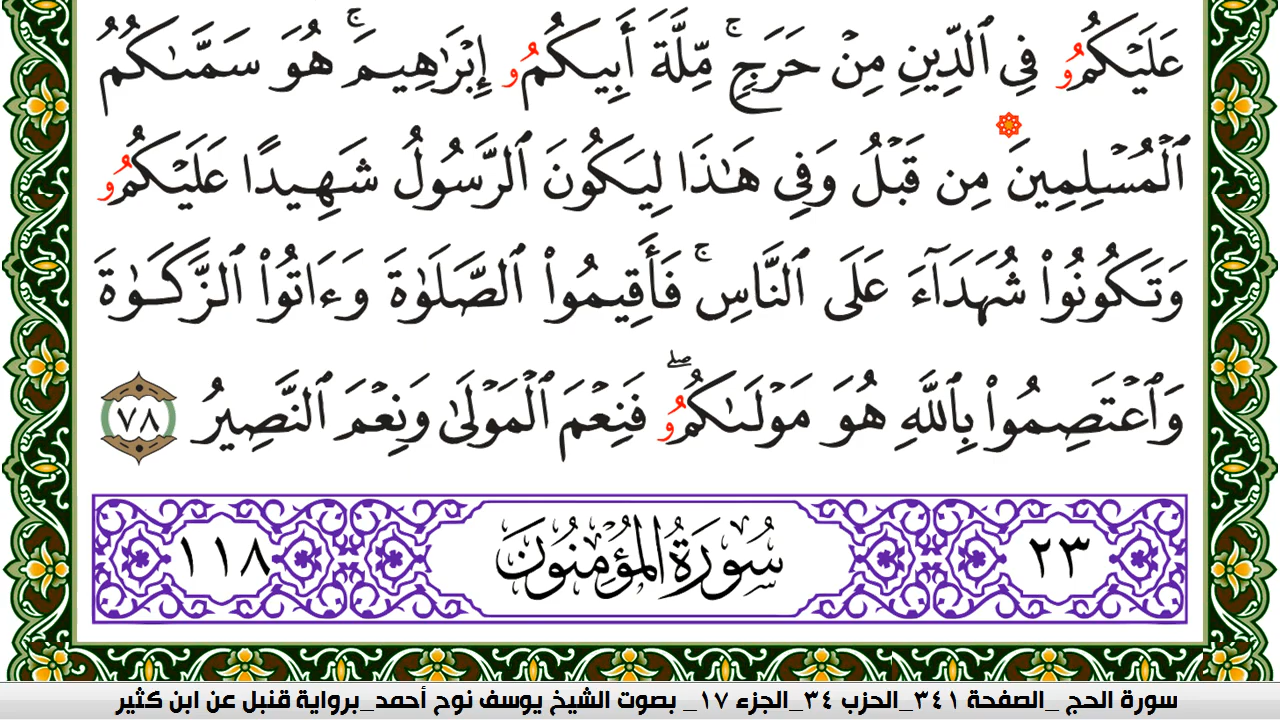 عَلَيْكُمُۥ فِي ٱلدِّينِ مِنْ حَرَجٍۚ مِّلَّةَ أَبِيكُمُۥ إِبْرَٰهِيمَۚ هُوَ سَمَّىٰكُمُ
ٱلْمُسْلِمِينَ مِن قَبْلُ وَفِي هَٰذَا لِيَكُونَ ٱلرَّسُولُ شَهِيدًا عَلَيْكُمُۥ
وَتَكُونُوا۟ شُهَدَآءَ عَلَى ٱلنَّاسِۚ فَأَقِيمُوا۟ ٱلصَّلَوٰةَ وَءَاتُوا۟ ٱلزَّكَوٰةَ
وَٱعْتَصِمُوا۟ بِٱللَّهِ هُوَ مَوْلَىٰكُمُۥۖ فَنِعْمَ ٱلْمَوْلَىٰ وَنِعْمَ ٱلنَّصِيرُ ٧٨
٢٣ سُورَةُ المُؤْمِنُونَ ١١٨
سورة الحج _الصفحة ٣٤١_الحزب ٣٤_الجزء ١٧_ بصوت الشيخ يوسف نوح أحمد_برواية قنبل عن ابن كثير